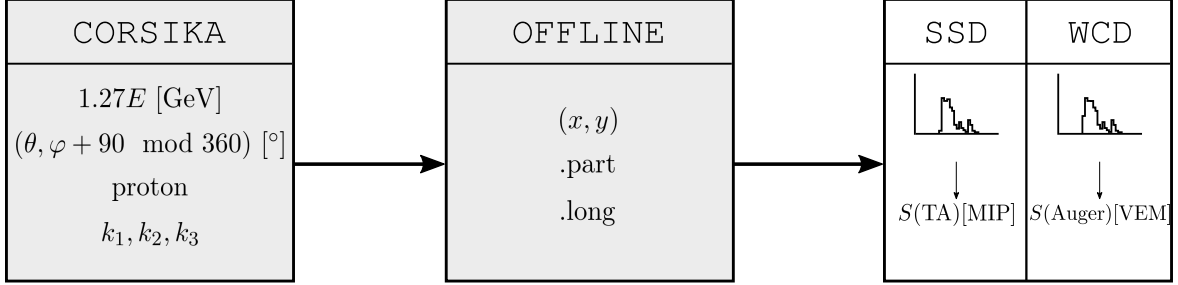 CORSIKA
1.27E [GeV]
(θ, φ + 90 mod 360) [°]
proton
k₁, k₂, k₃
OFFLINE
(x, y)
.part
.long
SSD
S(TA)[MIP]
WCD
S(Auger)[VEM]